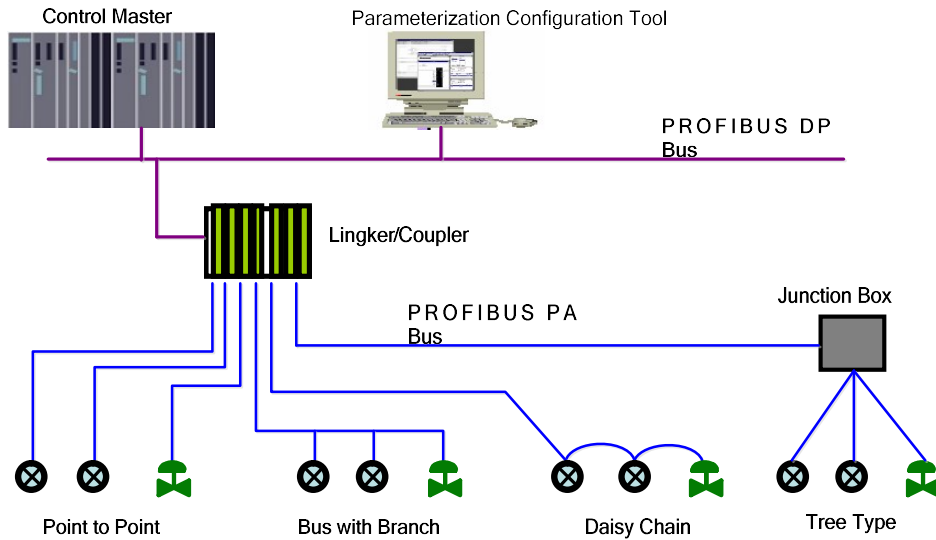 Control Master
Parameterization Configuration Tool
PROFIBUS DP
Bus
Lingker/Coupler
PROFIBUS PA
Bus
Junction Box
Point to Point
Bus with Branch
Daisy Chain
Tree Type